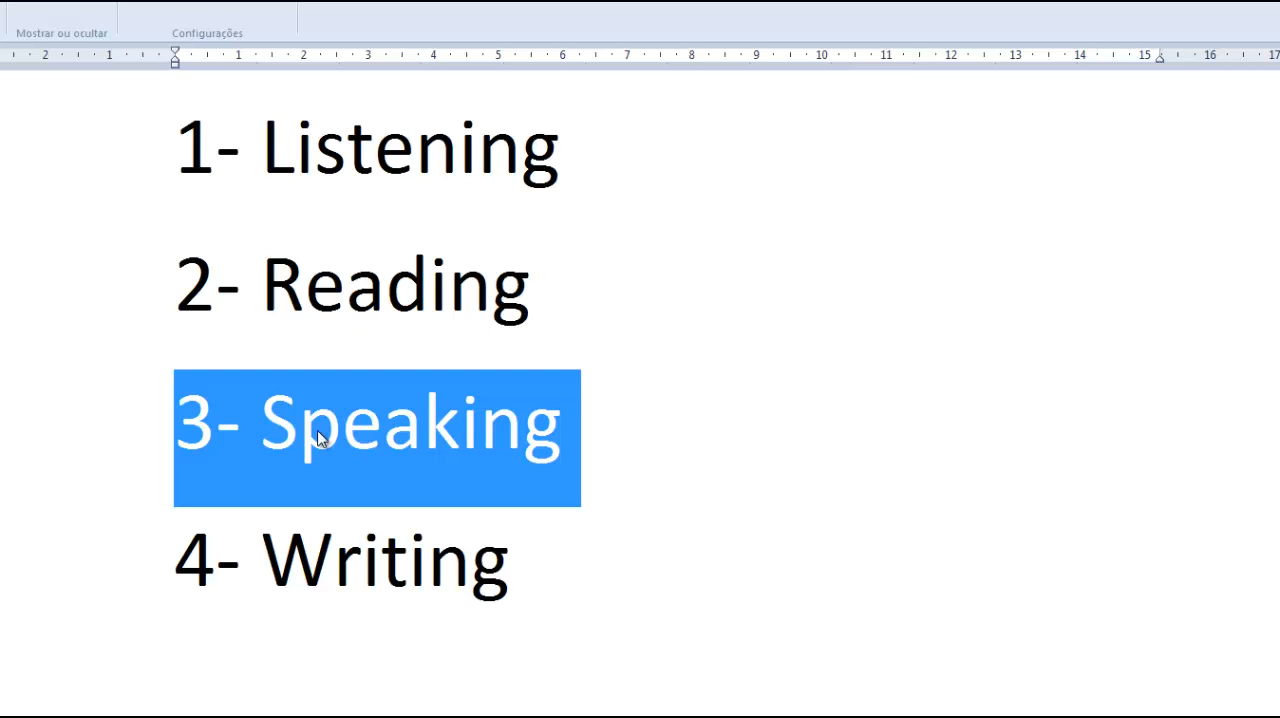 Mostrar ou ocultar Configurações
2 1 1 2 3 4 5 6 7 8 9 10 11 12 13 14 15 16 17
1- Listening
2- Reading
3- Speaking
4- Writing